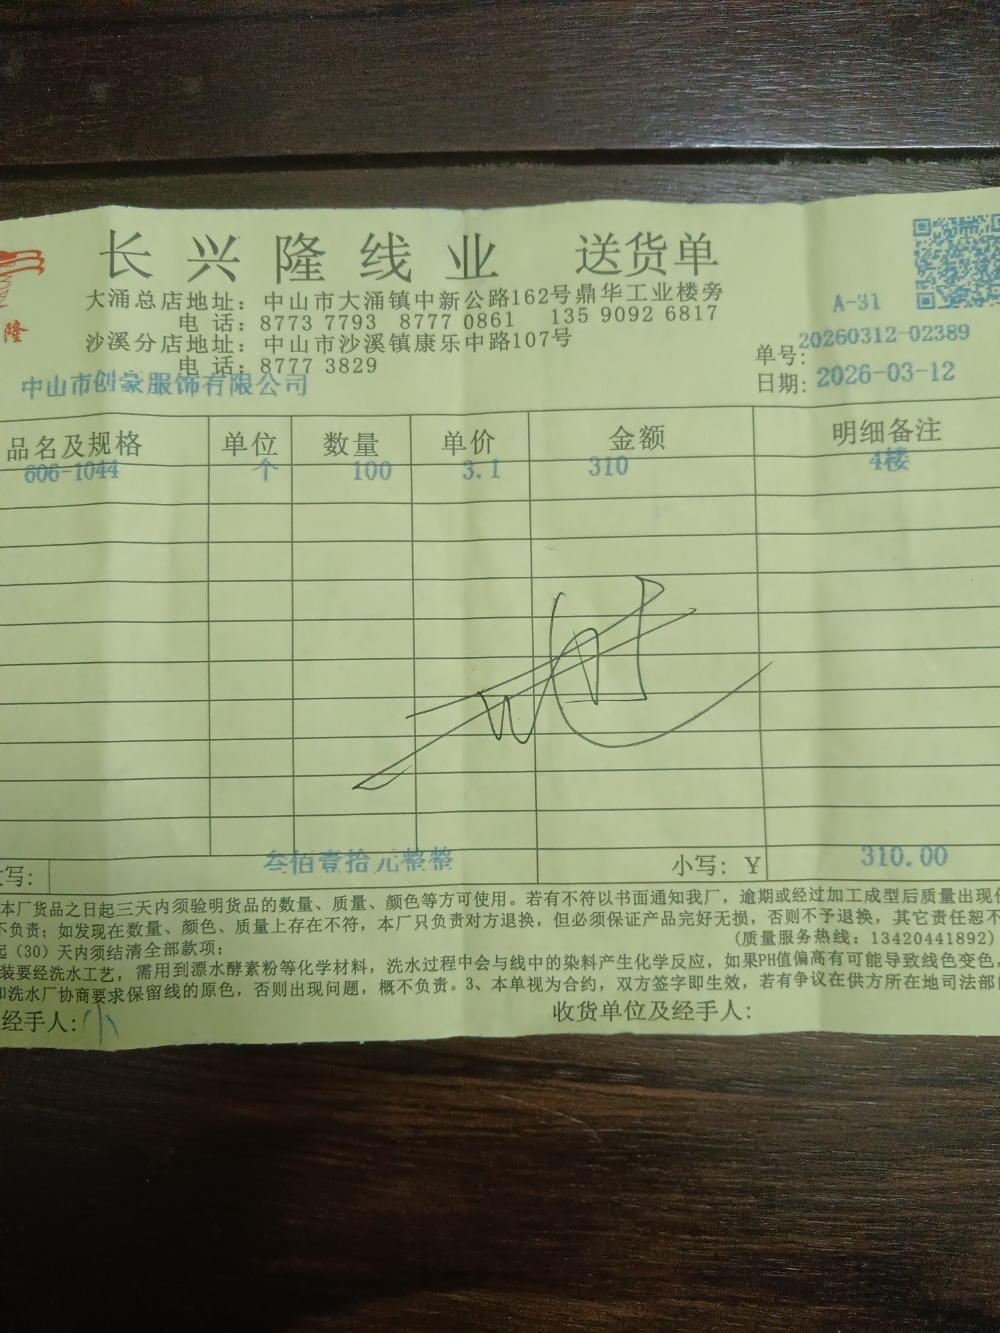 长兴隆线业 送货单
大涌总店地址：中山市大涌镇中新公路162号鼎华工业楼旁
电 话：8773 7793 8777 0861 135 9092 6817
沙溪分店地址：中山市沙溪镇康乐中路107号
电 话：8777 3829
隆
A-31
单号：20260312-02389
日期：2026-03-12
中山市创豪服饰有限公司
品名及规格 单位 数量 单价 金额 明细备注
606-1044 个 100 3.1 310 4楼
写： 叁佰壹拾元整整 小写：Y 310.00
本厂货品之日起三天内须验明货品的数量、质量、颜色等方可使用。若有不符以书面通知我厂，逾期或经过加工成型后质量出现
不负责；如发现在数量、颜色、质量上存在不符，本厂只负责对方退换，但必须保证产品完好无损，否则不予退换，其它责任恕不
起（30）天内须结清全部款项； (质量服务热线：13420441892)
装要经洗水工艺，需用到漂水酵素粉等化学材料，洗水过程中会与线中的染料产生化学反应，如果PH值偏高有可能导致线色变色，
和洗水厂协商要求保留线的原色，否则出现问题，概不负责。3、本单视为合约，双方签字即生效，若有争议在供方所在地司法部
经手人：小 收货单位及经手人：